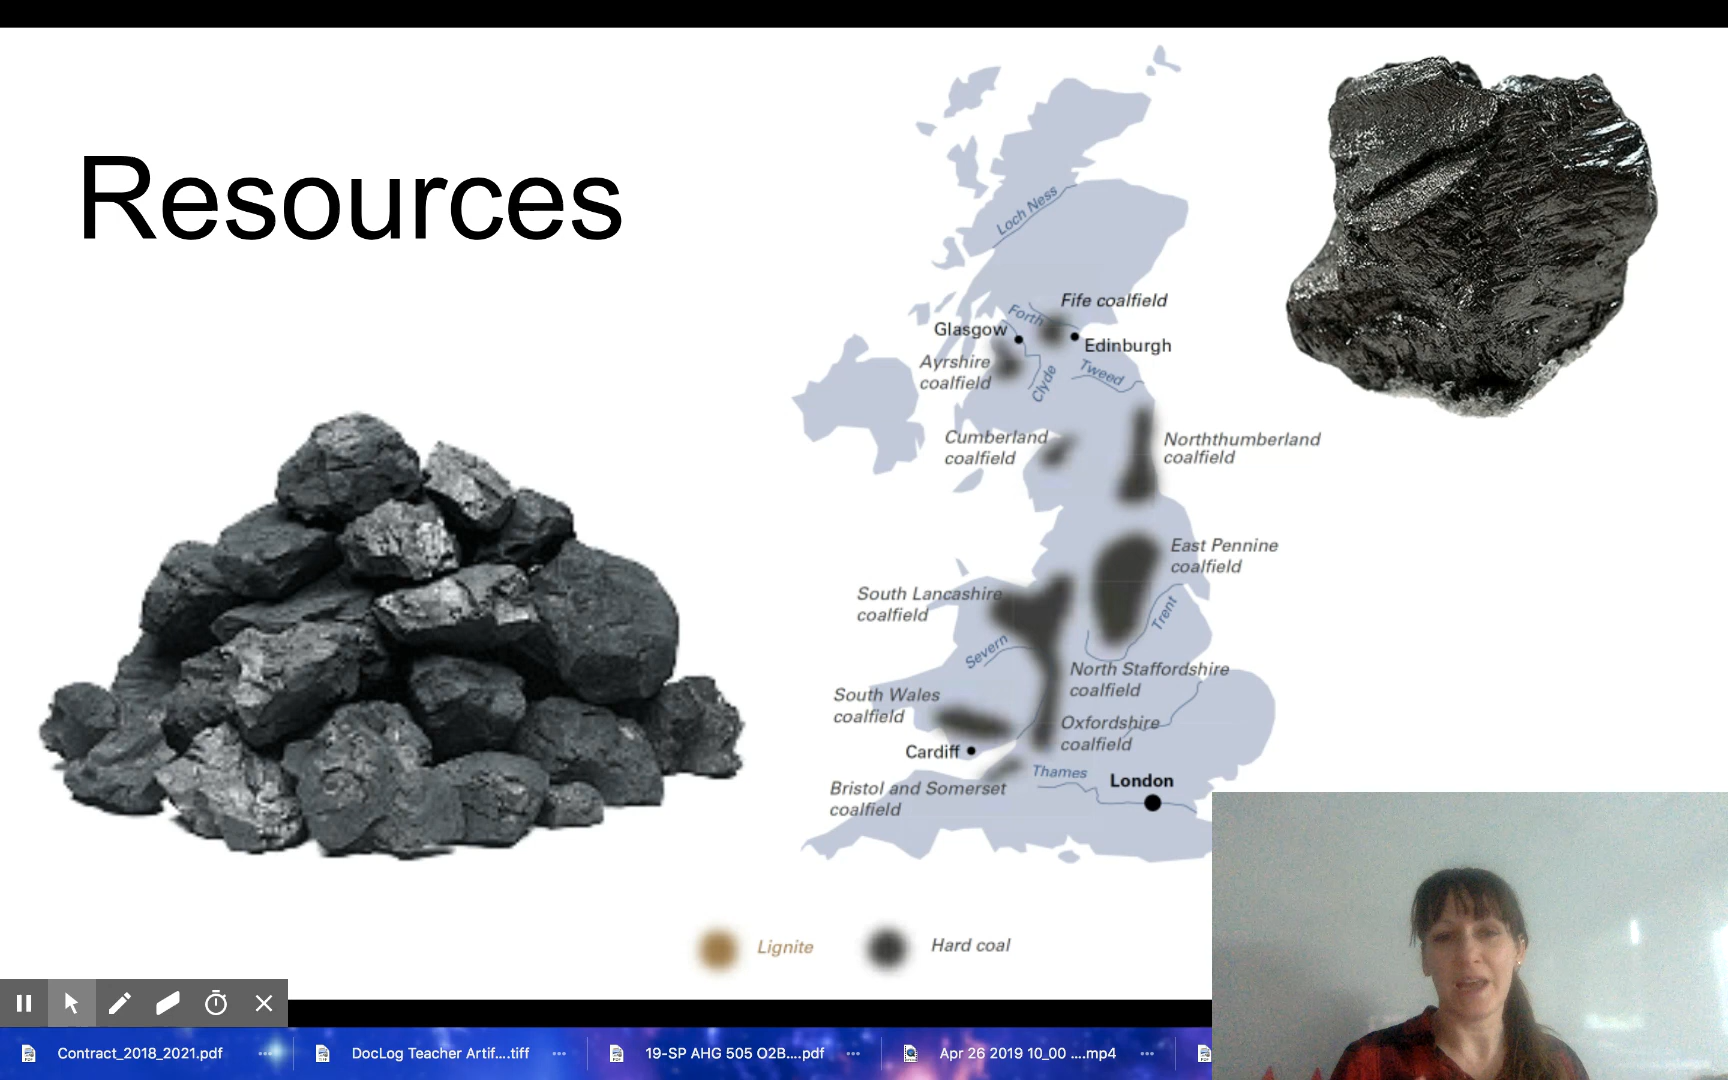 Resources
Loch Ness
Fife coalfield
Forth
Glasgow
Edinburgh
Ayrshire
coalfield
Clyde
Tweed
Cumberland
coalfield
Norththumberland
coalfield
East Pennine
coalfield
South Lancashire
coalfield
Trent
Severn
North Staffordshire
coalfield
South Wales
coalfield
Oxfordshire
coalfield
Cardiff
Thames
London
Bristol and Somerset
coalfield
Lignite
Hard coal
Contract_2018_2021.pdf
DocLog Teacher Artif....tiff
19-SP AHG 505 O2B....pdf
Apr 26 2019 10_00 ....mp4